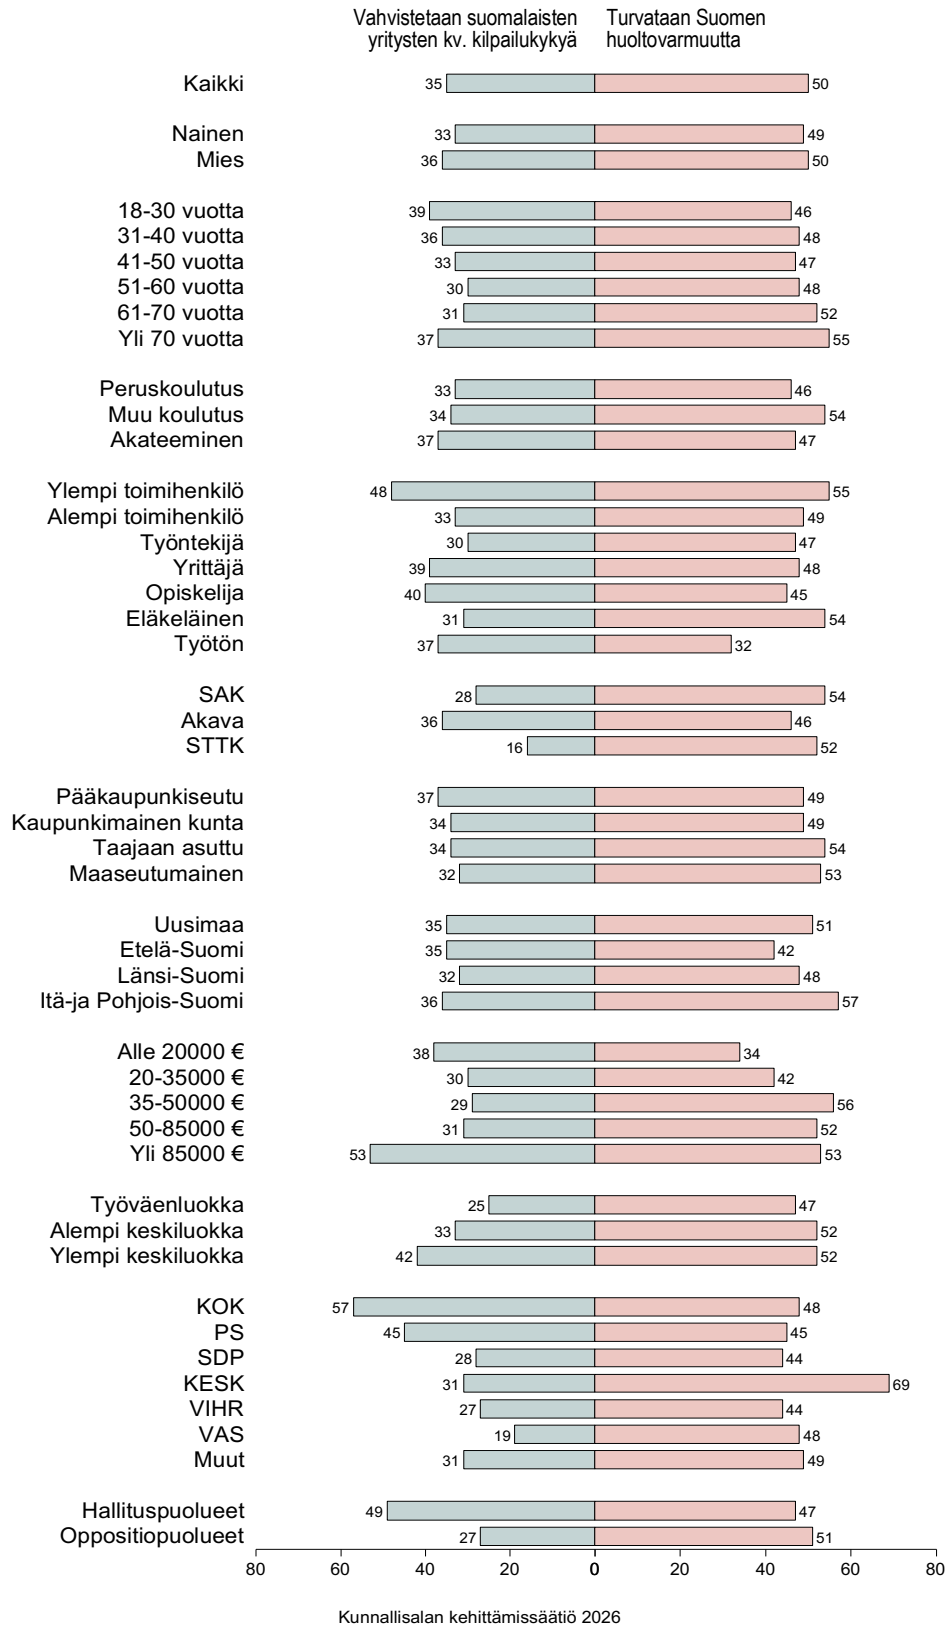 Vahvistetaan suomalaisten
yritysten kv. kilpailukykyä
Turvataan Suomen
huoltovarmuutta
Kaikki 35 50
Nainen 33 49
Mies 36 50
18-30 vuotta 39 46
31-40 vuotta 36 48
41-50 vuotta 33 47
51-60 vuotta 30 48
61-70 vuotta 31 52
Yli 70 vuotta 37 55
Peruskoulutus 33 46
Muu koulutus 34 54
Akateeminen 37 47
Ylempi toimihenkilö 48 55
Alempi toimihenkilö 33 49
Työntekijä 30 47
Yrittäjä 39 48
Opiskelija 40 45
Eläkeläinen 31 54
Työtön 37 32
SAK 28 54
Akava 36 46
STTK 16 52
Pääkaupunkiseutu 37 49
Kaupunkimainen kunta 34 49
Taajaan asuttu 34 54
Maaseutumainen 32 53
Uusimaa 35 51
Etelä-Suomi 35 42
Länsi-Suomi 32 48
Itä-ja Pohjois-Suomi 36 57
Alle 20000 € 38 34
20-35000 € 30 42
35-50000 € 29 56
50-85000 € 31 52
Yli 85000 € 53 53
Työväenluokka 25 47
Alempi keskiluokka 33 52
Ylempi keskiluokka 42 52
KOK 57 48
PS 45 45
SDP 28 44
KESK 31 69
VIHR 27 44
VAS 19 48
Muut 31 49
Hallituspuolueet 49 47
Oppositiopuolueet 27 51
80 60 40 20 0 20 40 60 80
Kunnallisalan kehittämissäätiö 2026